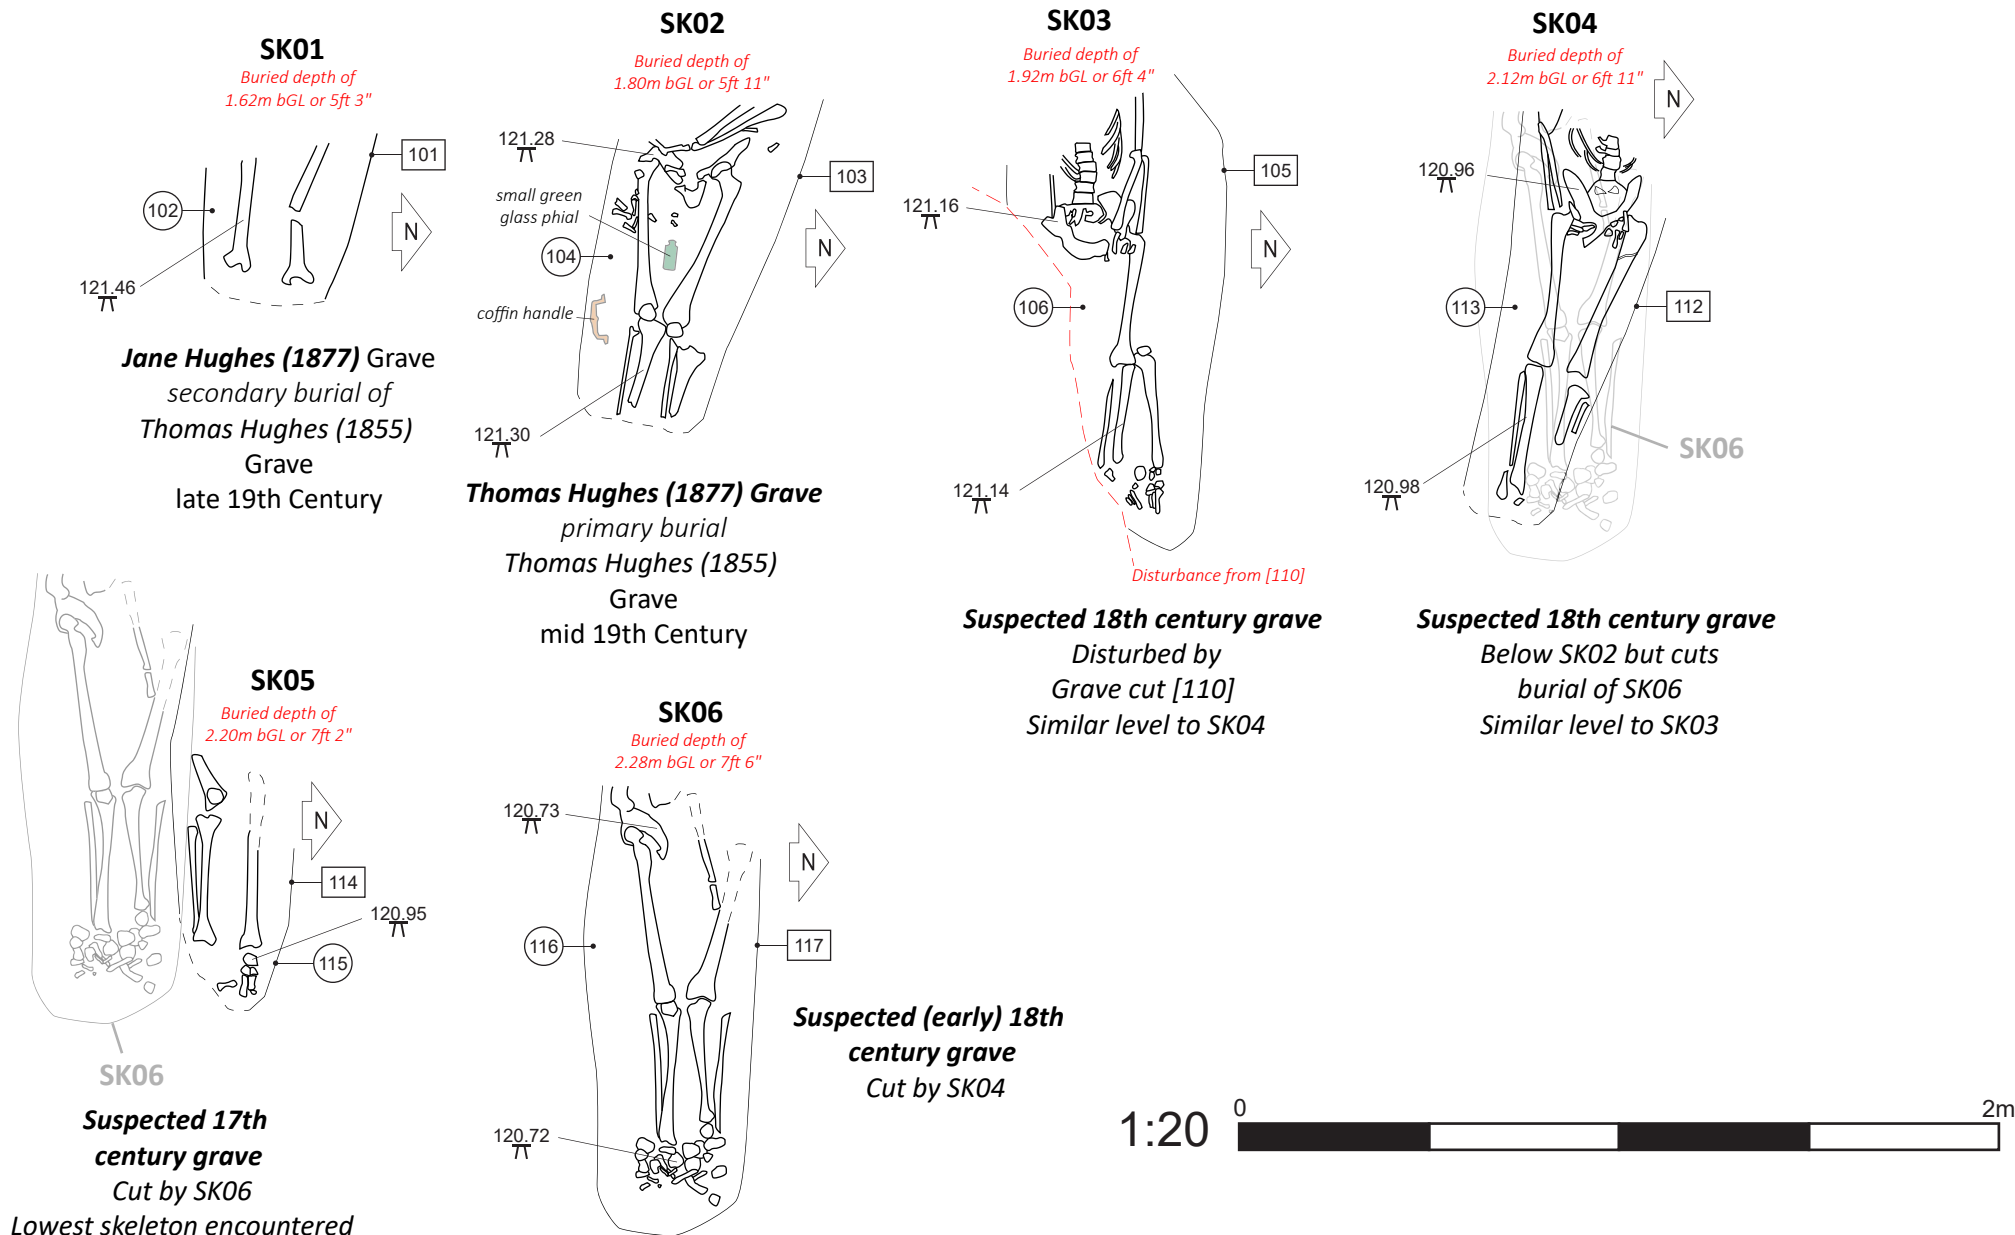 SK01
Buried depth of
1.62m bGL or 5ft 3"
101
102
N
121.46
Jane Hughes (1877) Grave
secondary burial of
Thomas Hughes (1855)
Grave
late 19th Century
SK02
Buried depth of
1.80m bGL or 5ft 11"
121.28
103
small green
glass phial
N
104
coffin handle
121.30
Thomas Hughes (1877) Grave
primary burial
Thomas Hughes (1855)
Grave
mid 19th Century
SK03
Buried depth of
1.92m bGL or 6ft 4"
105
121.16
N
106
121.14
Disturbance from [110]
Suspected 18th century grave
Disturbed by
Grave cut [110]
Similar level to SK04
SK04
Buried depth of
2.12m bGL or 6ft 11"
N
120.96
113
112
SK06
120.98
Suspected 18th century grave
Below SK02 but cuts
burial of SK06
Similar level to SK03
SK05
Buried depth of
2.20m bGL or 7ft 2"
N
114
120.95
115
SK06
Suspected 17th
century grave
Cut by SK06
Lowest skeleton encountered
SK06
Buried depth of
2.28m bGL or 7ft 6"
120.73
N
116
117
120.72
Suspected (early) 18th
century grave
Cut by SK04
1:20
0
2m